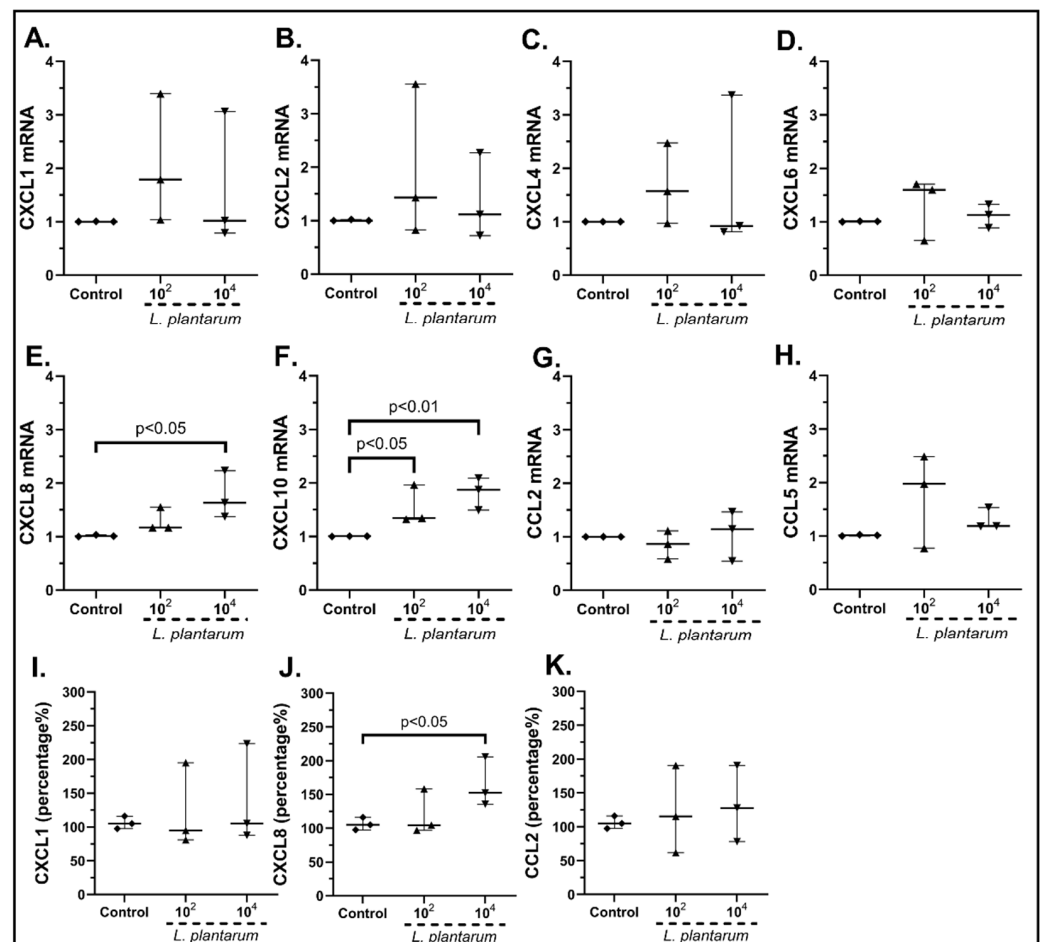 A.
CXCL1 mRNA
4
3
2
1
0
Control
10²
10⁴
L. plantarum
B.
CXCL2 mRNA
4
3
2
1
0
Control
10²
10⁴
L. plantarum
C.
CXCL4 mRNA
4
3
2
1
0
Control
10²
10⁴
L. plantarum
D.
CXCL6 mRNA
4
3
2
1
0
Control
10²
10⁴
L. plantarum
E.
CXCL8 mRNA
4
3
2
1
0
p<0.05
Control
10²
10⁴
L. plantarum
F.
CXCL10 mRNA
4
3
2
1
0
p<0.01
p<0.05
Control
10²
10⁴
L. plantarum
G.
CCL2 mRNA
4
3
2
1
0
Control
10²
10⁴
L. plantarum
H.
CCL5 mRNA
4
3
2
1
0
Control
10²
10⁴
L. plantarum
I.
CXCL1 (percentage%)
300
250
200
150
100
50
0
Control
10²
10⁴
L. plantarum
J.
CXCL8 (percentage%)
300
250
200
150
100
50
0
p<0.05
Control
10²
10⁴
L. plantarum
K.
CCL2 (percentage%)
300
250
200
150
100
50
0
Control
10²
10⁴
L. plantarum